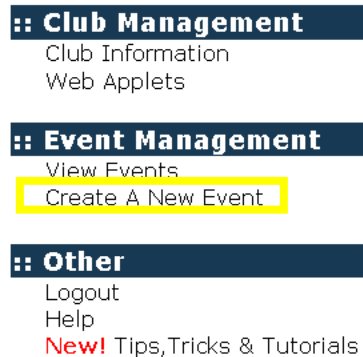 :: Club Management
Club Information
Web Applets
:: Event Management
View Events
Create A New Event
:: Other
Logout
Help
New! Tips,Tricks & Tutorials